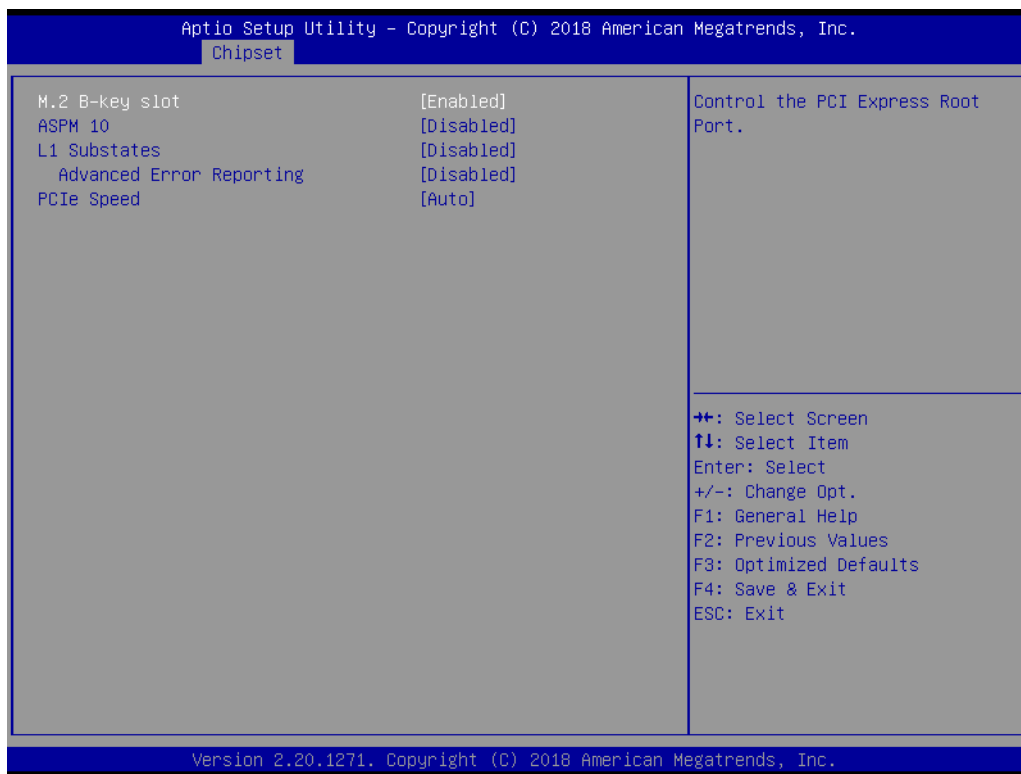 Aptio Setup Utility – Copyright (C) 2018 American Megatrends, Inc.
Chipset
M.2 B-key slot [Enabled]
ASPM 10 [Disabled]
L1 Substates [Disabled]
Advanced Error Reporting [Disabled]
PCIe Speed [Auto]
Control the PCI Express Root
Port.
→←: Select Screen
↑↓: Select Item
Enter: Select
+/-: Change Opt.
F1: General Help
F2: Previous Values
F3: Optimized Defaults
F4: Save & Exit
ESC: Exit
Version 2.20.1271. Copyright (C) 2018 American Megatrends, Inc.